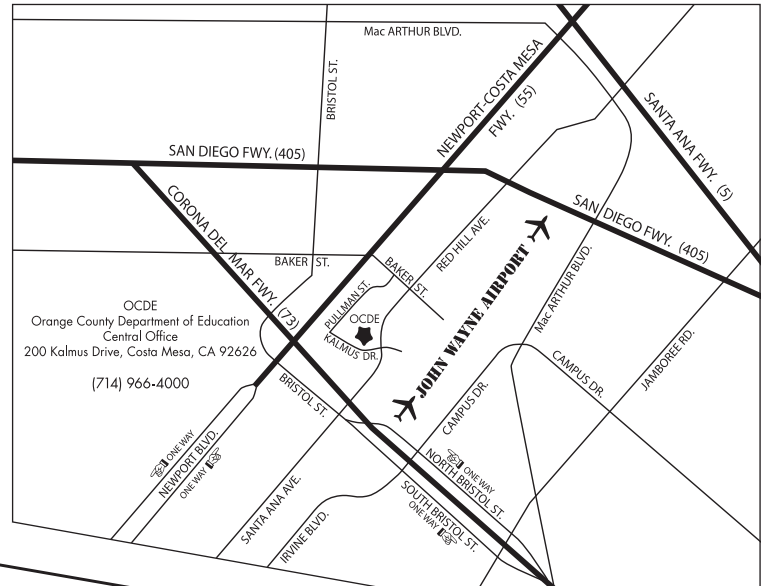 Mac ARTHUR BLVD.
BRISTOL ST.
NEWPORT-COSTA MESA
FWY. (55)
SANTA ANA FWY. (5)
SAN DIEGO FWY. (405)
CORONA DEL MAR FWY. (73)
SAN DIEGO FWY. (405)
RED HILL AVE.
BAKER ST.
BAKER ST.
PULLMAN ST.
OCDE
KALMUS DR.
JOHN WAYNE AIRPORT
Mac ARTHUR BLVD.
OCDE
Orange County Department of Education
Central Office
200 Kalmus Drive, Costa Mesa, CA 92626
(714) 966-4000
BRISTOL ST.
CAMPUS DR.
CAMPUS DR.
JAMBOREE RD.
ONE WAY
NEWPORT BLVD.
ONE WAY
SANTA ANA AVE.
IRVINE BLVD.
ONE WAY
NORTH BRISTOL ST.
SOUTH BRISTOL ST.
ONE WAY